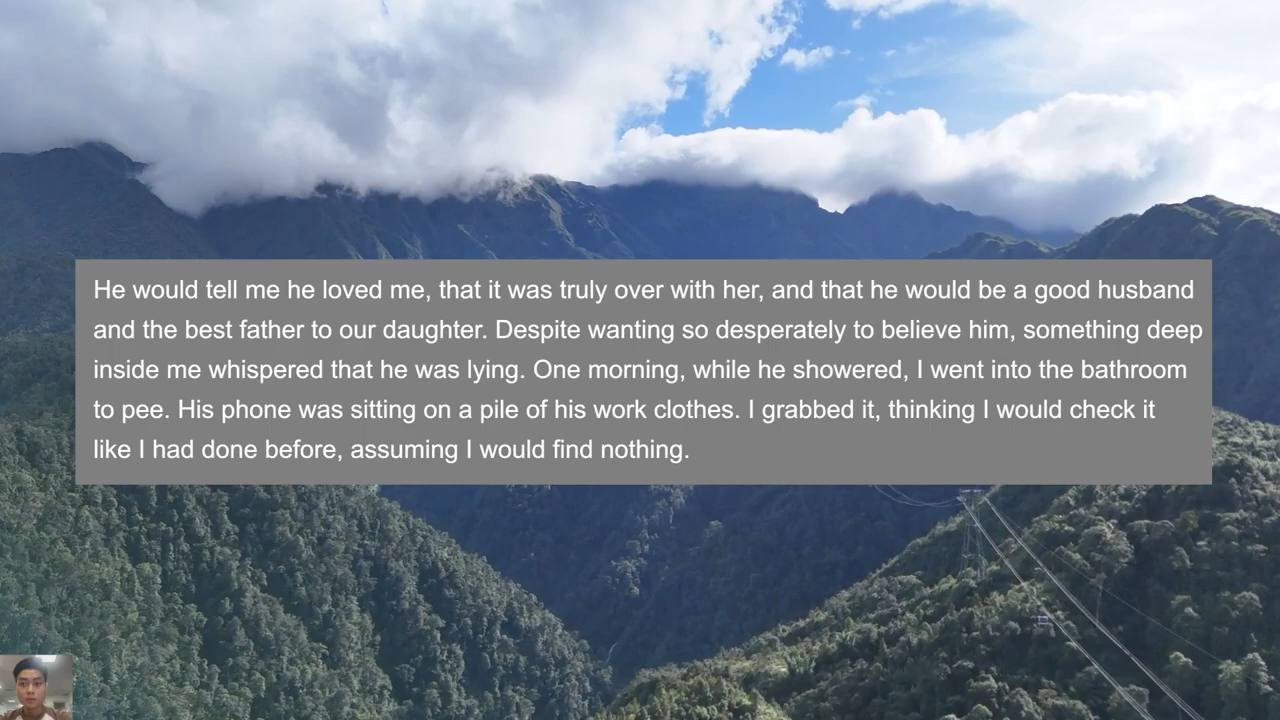 He would tell me he loved me, that it was truly over with her, and that he would be a good husband
and the best father to our daughter. Despite wanting so desperately to believe him, something deep
inside me whispered that he was lying. One morning, while he showered, I went into the bathroom
to pee. His phone was sitting on a pile of his work clothes. I grabbed it, thinking I would check it
like I had done before, assuming I would find nothing.